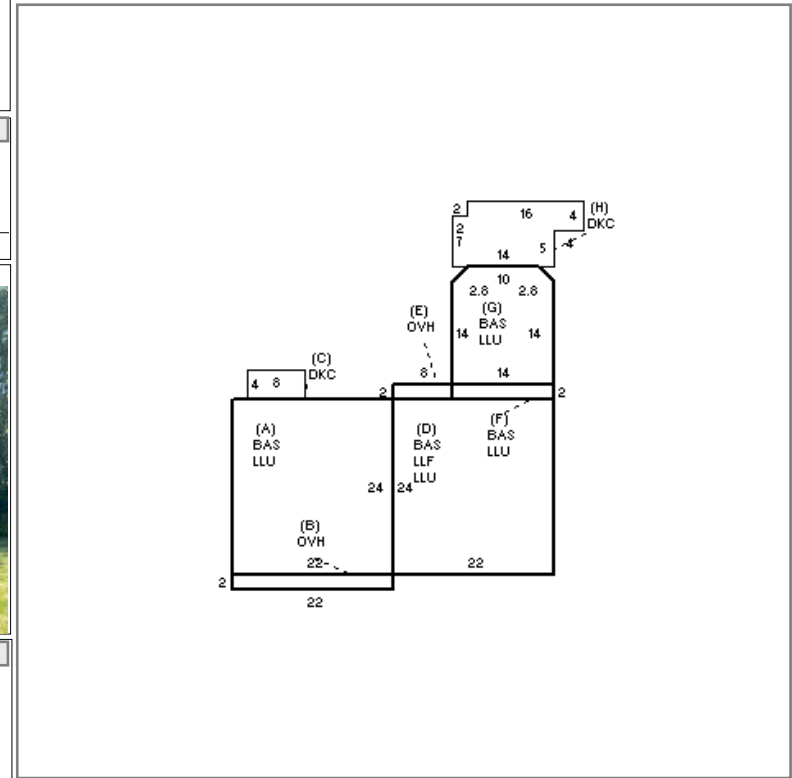 2
16
4
(H)
DKC
2
7
5
4
14
10
2.8
2.8
(G)
BAS
LLU
14
14
(E)
OVH
8
14
(C)
DKC
4
8
2
2
(A)
BAS
LLU
(D)
BAS
LLF
LLU
(F)
BAS
LLU
24
24
(B)
OVH
22
22
2
22